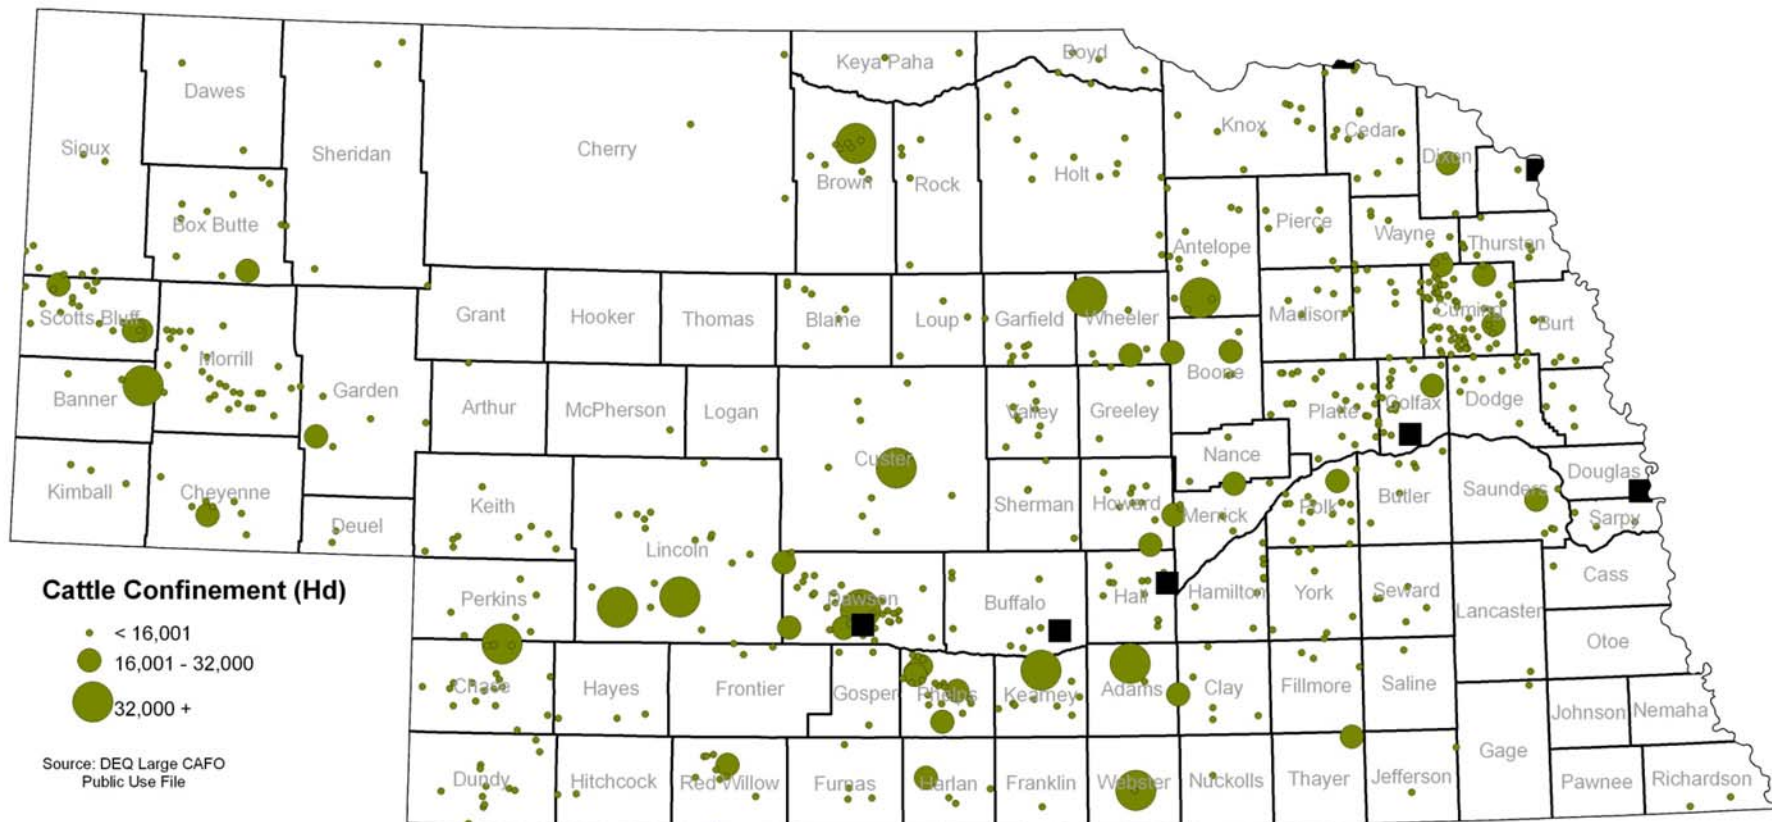 Keya Paha
Boyd
Dawes
Knox
Cedar
Sioux
Sheridan
Cherry
Dixon
Brown
Rock
Holt
Box Butte
Pierce
Wayne
Thurston
Antelope
Scotts Bluff
Grant
Hooker
Thomas
Blaine
Loup
Garfield
Wheeler
Madison
Cuming
Burt
Morrill
Banner
Garden
Arthur
McPherson
Logan
Valley
Greeley
Boone
Platte
Colfax
Dodge
Custer
Nance
Kimball
Cheyenne
Keith
Sherman
Howard
Merrick
Polk
Butler
Saunders
Douglas
Deuel
Lincoln
Sarpy
Cattle Confinement (Hd)
Perkins
Dawson
Buffalo
Hall
Hamilton
York
Seward
Lancaster
Cass
< 16,001
16,001 - 32,000
Otoe
Chase
Hayes
Frontier
Gosper
Phelps
Kearney
Adams
Clay
Fillmore
Saline
32,000 +
Johnson
Nemaha
Source: DEQ Large CAFO
Public Use File
Dundy
Hitchcock
Red Willow
Furnas
Harlan
Franklin
Webster
Nuckolls
Thayer
Jefferson
Gage
Pawnee
Richardson